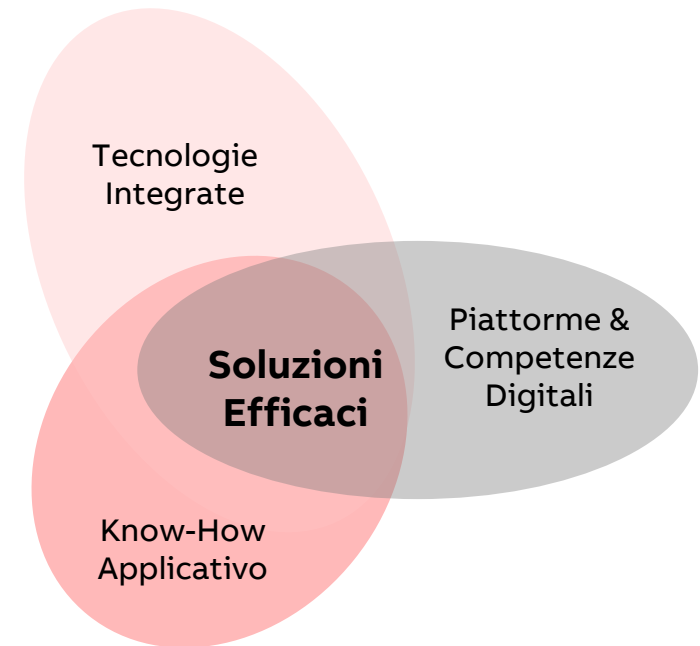 Tecnologie
Integrate
Piattorme &
Competenze
Digitali
Soluzioni
Efficaci
Know-How
Applicativo